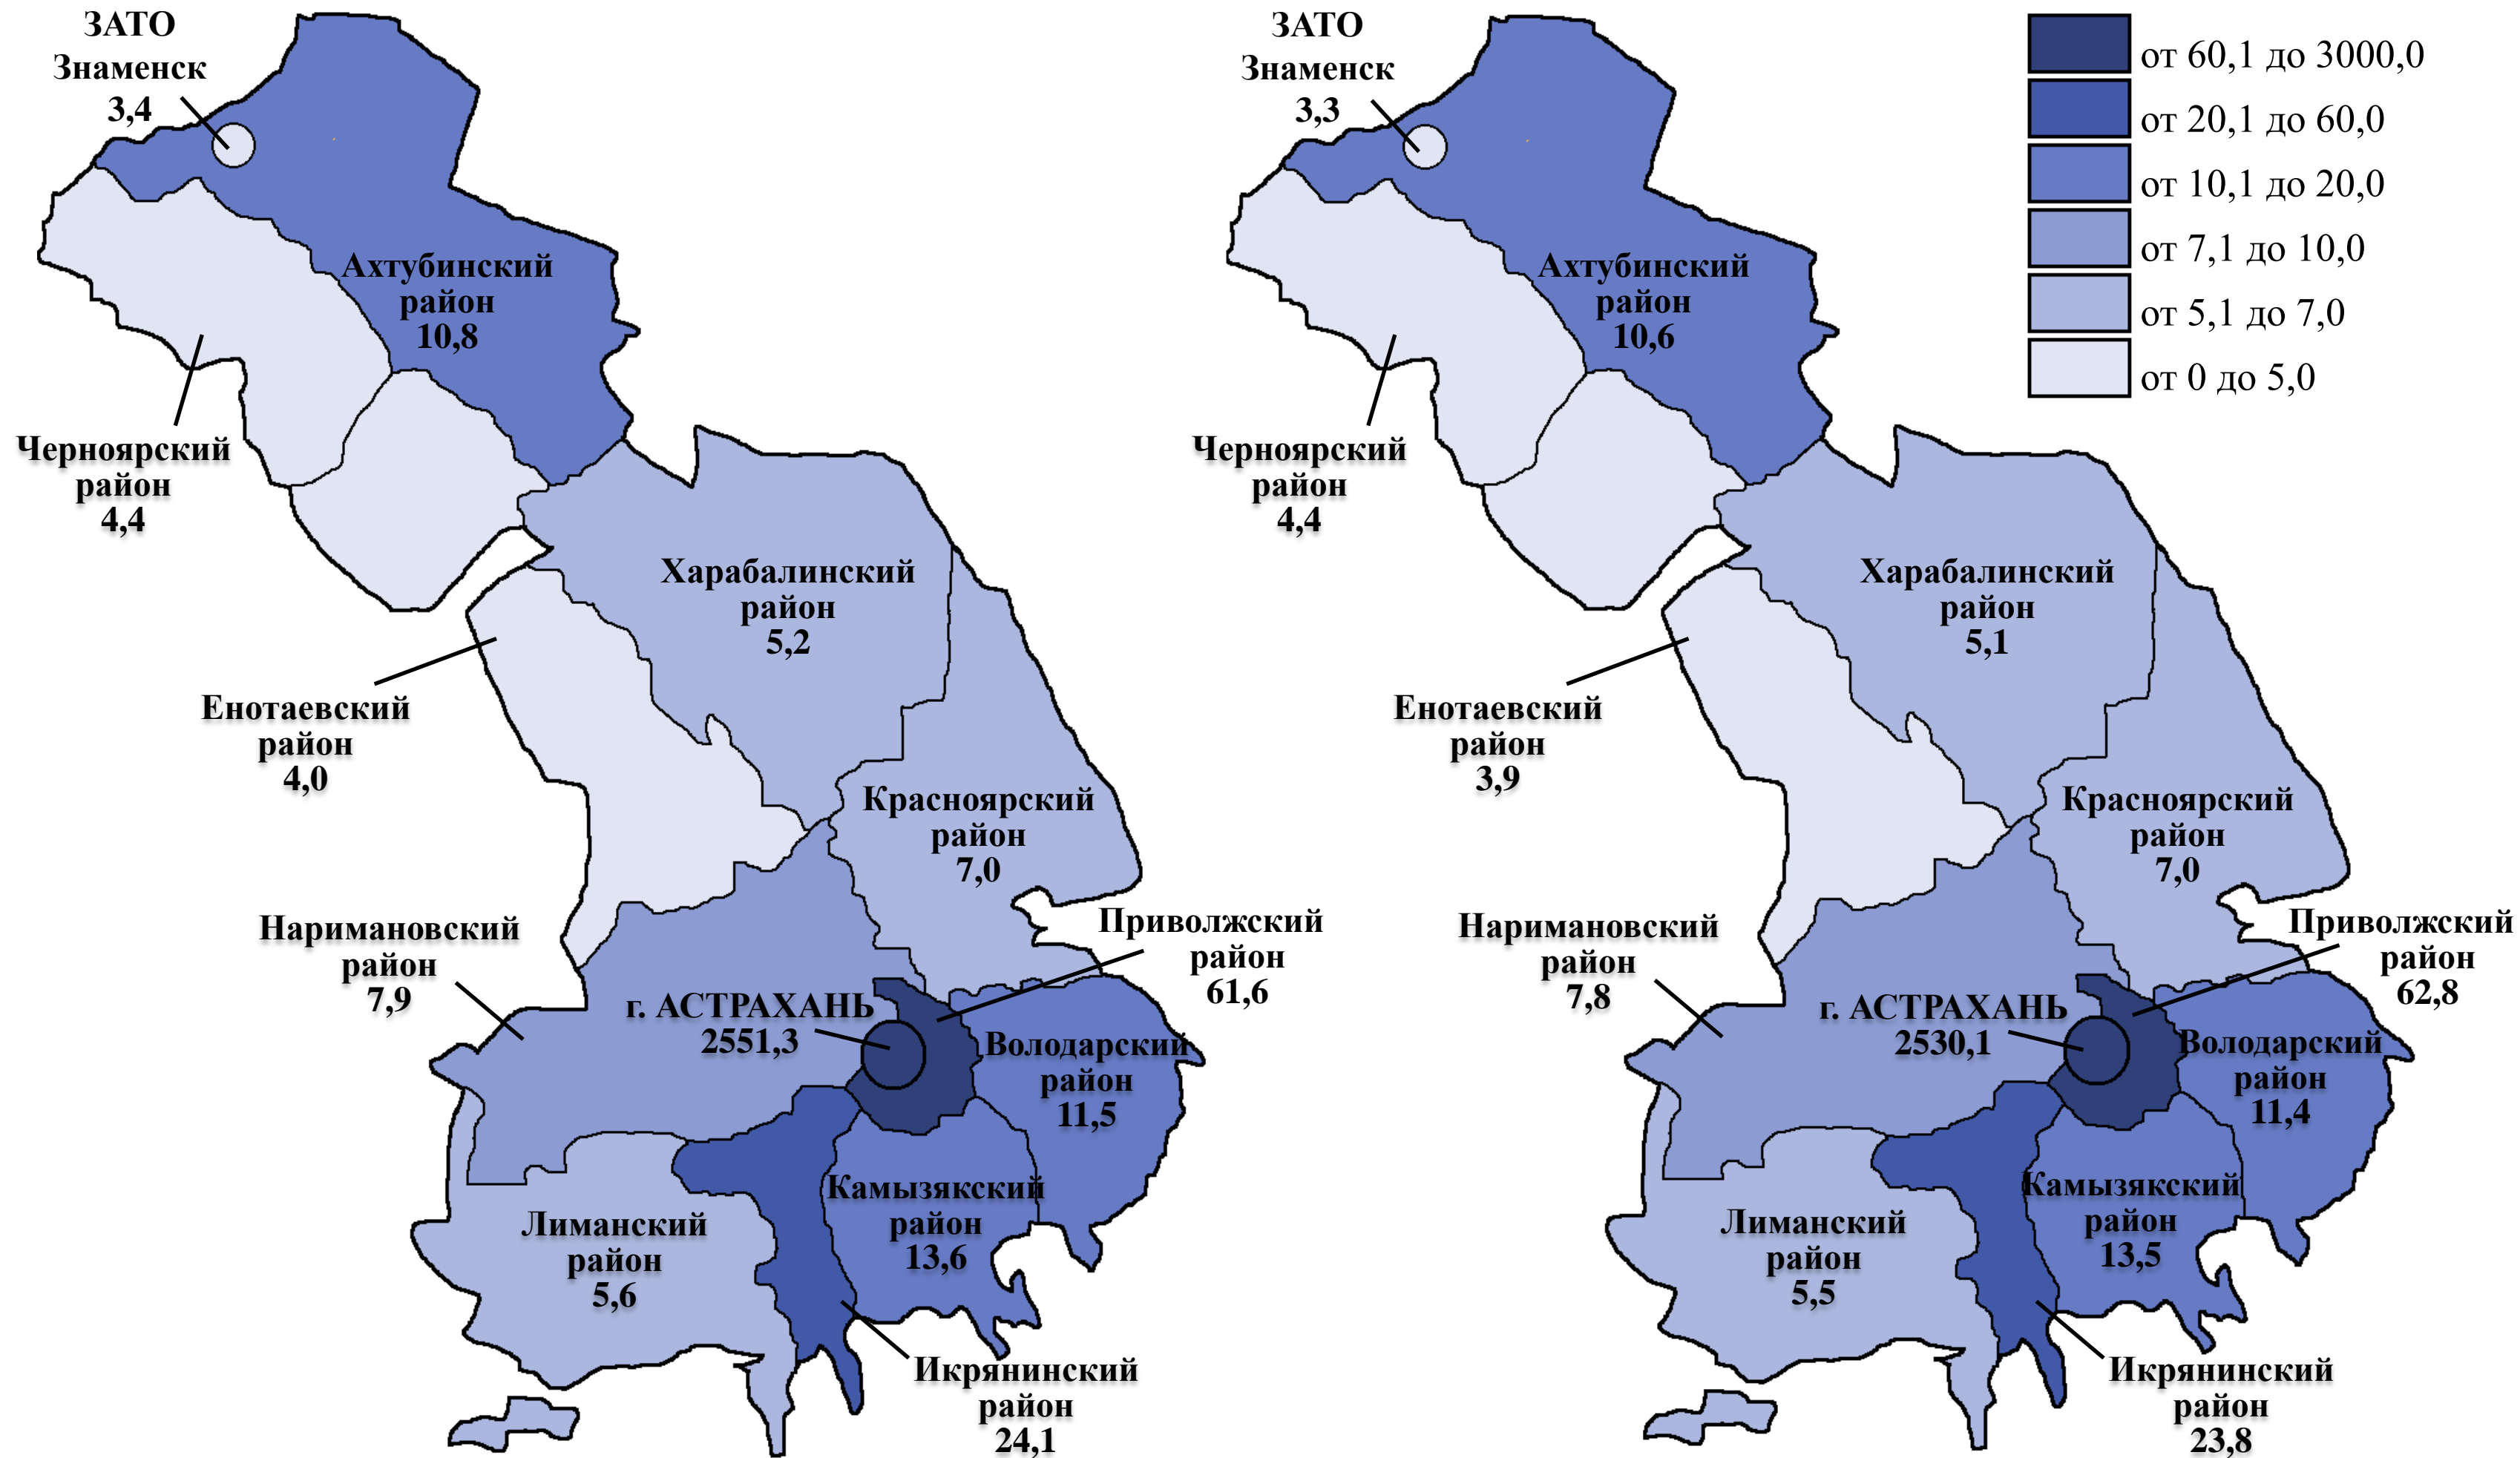 ЗАТО
Знаменск
3,4
Ахтубинский
район
10,8
Черноярский
район
4,4
Харабалинский
район
5,2
Енотаевский
район
4,0
Красноярский
район
7,0
Наримановский
район
7,9
Приволжский
район
61,6
г. АСТРАХАНЬ
2551,3
Володарский
район
11,5
Камызякский
район
13,6
Лиманский
район
5,6
Икрянинский
район
24,1
ЗАТО
Знаменск
3,3
Ахтубинский
район
10,6
Черноярский
район
4,4
Харабалинский
район
5,1
Енотаевский
район
3,9
Красноярский
район
7,0
Наримановский
район
7,8
Приволжский
район
62,8
г. АСТРАХАНЬ
2530,1
Володарский
район
11,4
Камызякский
район
13,5
Лиманский
район
5,5
Икрянинский
район
23,8
от 60,1 до 3000,0
от 20,1 до 60,0
от 10,1 до 20,0
от 7,1 до 10,0
от 5,1 до 7,0
от 0 до 5,0